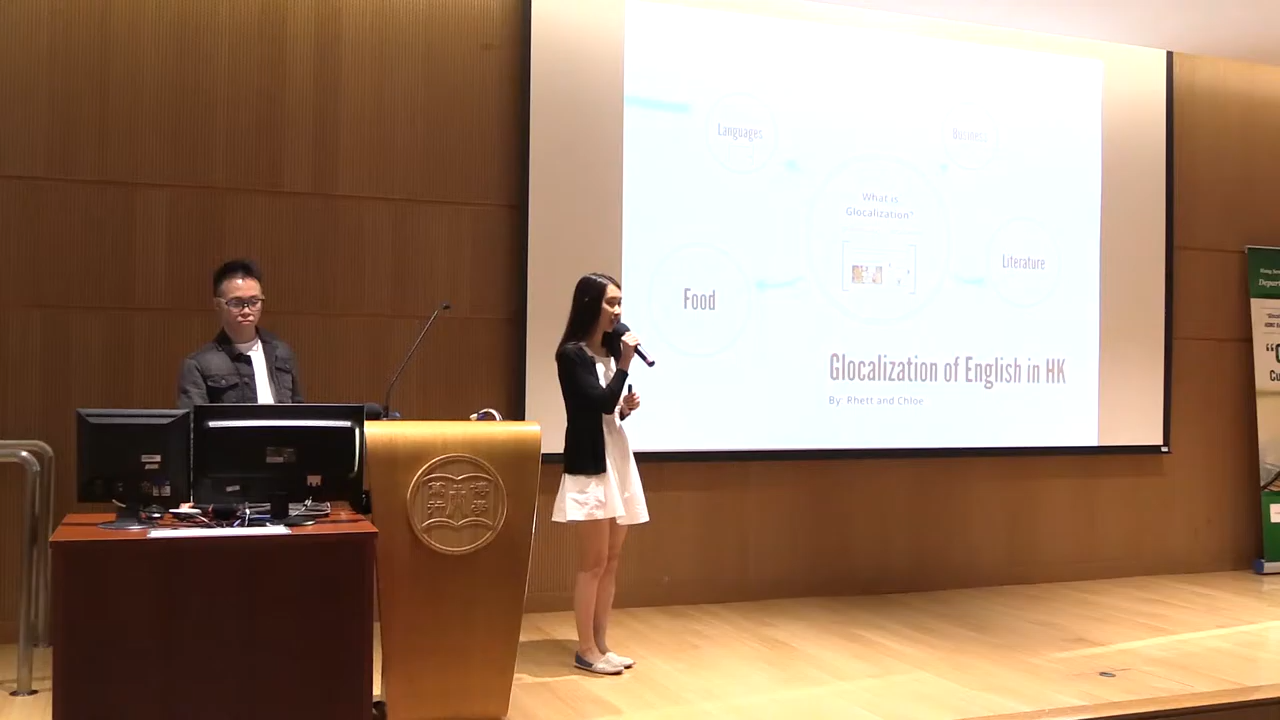 Languages
Business
What is
Glocalization?
Literature
Food
Glocalization of English in HK
By: Rhett and Chloe